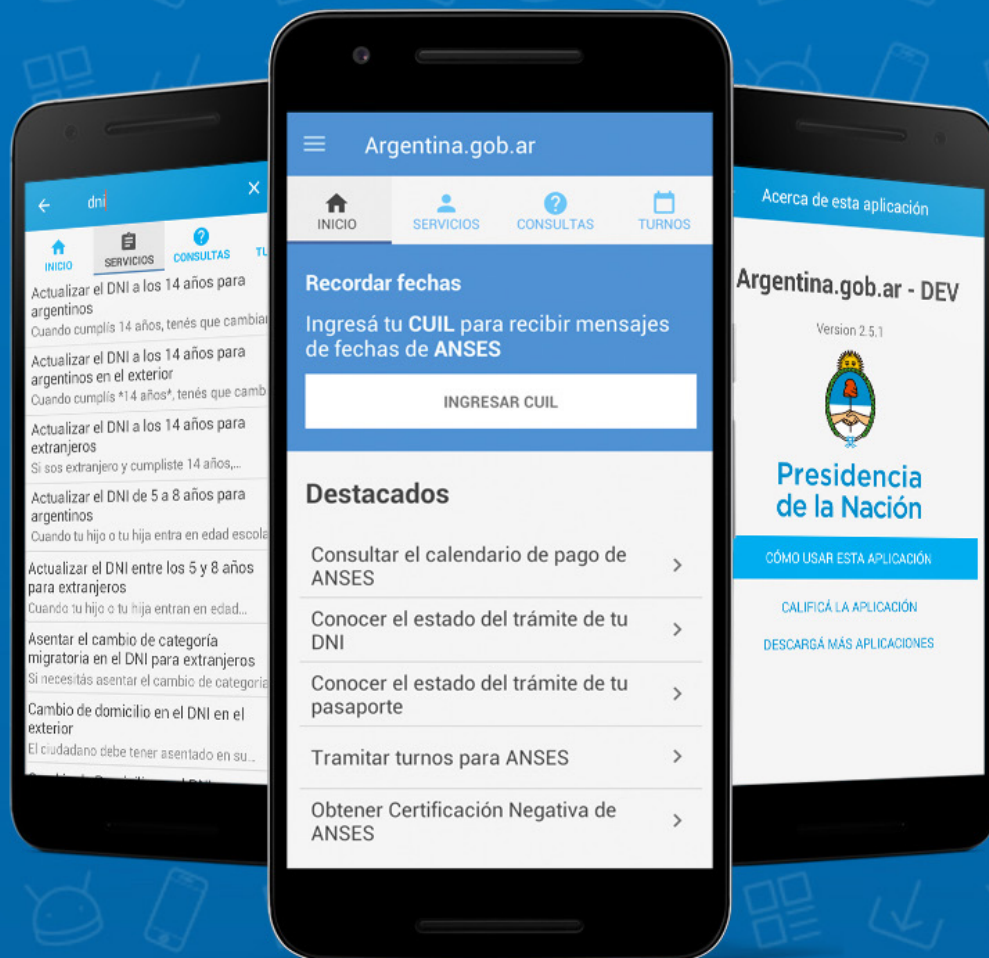 dni
INICIO
SERVICIOS
CONSULTAS
Actualizar el DNI a los 14 años para
argentinos
Cuando cumplís 14 años, tenés que cambiar
Actualizar el DNI a los 14 años para
argentinos en el exterior
Cuando cumplís *14 años*, tenés que camb
Actualizar el DNI a los 14 años para
extranjeros
Si sos extranjero y cumpliste 14 años,...
Actualizar el DNI de 5 a 8 años para
argentinos
Cuando tu hijo o tu hija entra en edad escola
Actualizar el DNI entre los 5 y 8 años
para extranjeros
Cuando tu hijo o tu hija entran en edad...
Asentar el cambio de categoría
migratoria en el DNI para extranjeros
Si necesitás asentar el cambio de categoría
Cambio de domicilio en el DNI en el
exterior
El ciudadano debe tener asentado en su...
Argentina.gob.ar
INICIO
SERVICIOS
CONSULTAS
TURNOS
Recordar fechas
Ingresá tu CUIL para recibir mensajes
de fechas de ANSES
INGRESAR CUIL
Destacados
Consultar el calendario de pago de
ANSES
Conocer el estado del trámite de tu
DNI
Conocer el estado del trámite de tu
pasaporte
Tramitar turnos para ANSES
Obtener Certificación Negativa de
ANSES
Acerca de esta aplicación
Argentina.gob.ar - DEV
Version 2.5.1
Presidencia
de la Nación
CÓMO USAR ESTA APLICACIÓN
CALIFICÁ LA APLICACIÓN
DESCARGÁ MÁS APLICACIONES